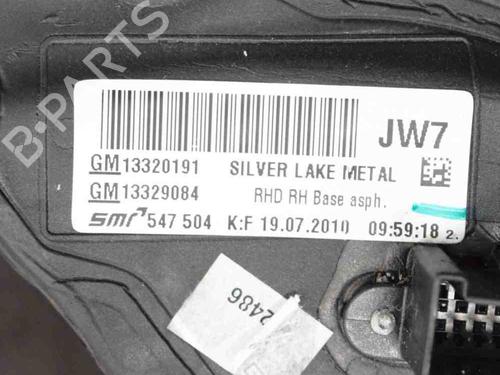 B-PARTS
JW7
GM13320191 SILVER LAKE METAL
GM13329084 RHD RH Base asph.
smr 547 504 K:F 19.07.2010 09:59:18 2.
2486